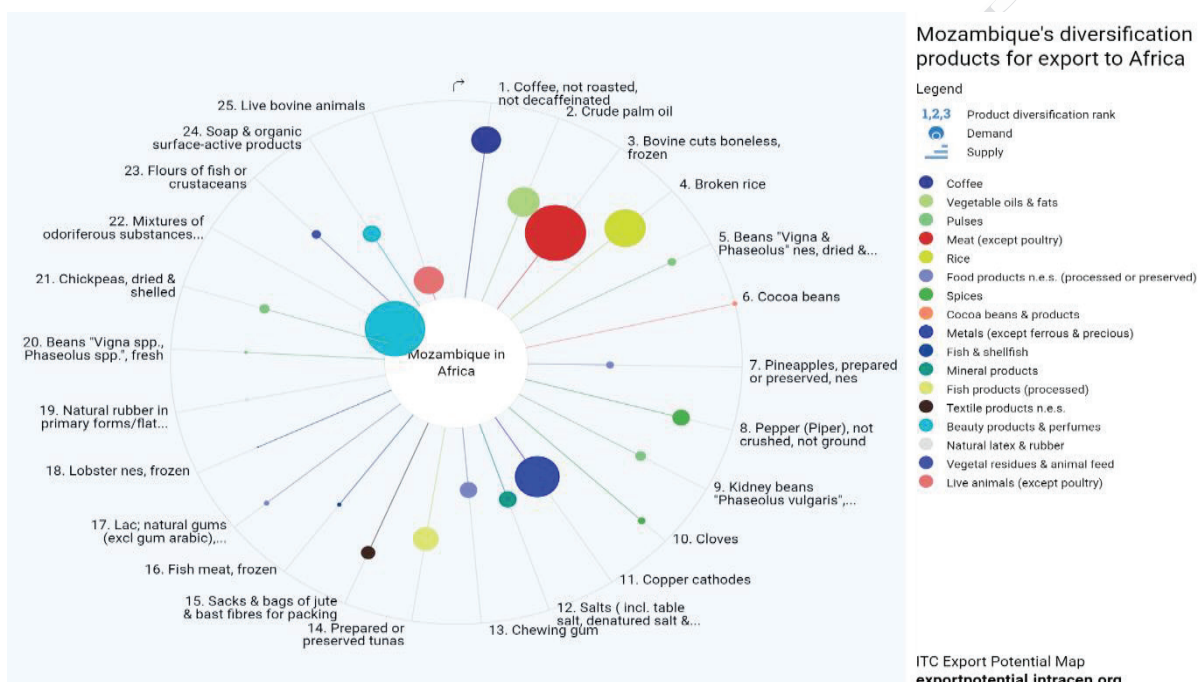 Mozambique's diversification
products for export to Africa
Legend
1,2,3 Product diversification rank
Demand
Supply
Coffee
Vegetable oils & fats
Pulses
Meat (except poultry)
Rice
Food products n.e.s. (processed or preserved)
Spices
Cocoa beans & products
Metals (except ferrous & precious)
Fish & shellfish
Mineral products
Fish products (processed)
Textile products n.e.s.
Beauty products & perfumes
Natural latex & rubber
Vegetal residues & animal feed
Live animals (except poultry)
1. Coffee, not roasted,
not decaffeinated
2. Crude palm oil
3. Bovine cuts boneless,
frozen
4. Broken rice
5. Beans "Vigna &
Phaseolus" nes, dried &...
6. Cocoa beans
7. Pineapples, prepared
or preserved, nes
8. Pepper (Piper), not
crushed, not ground
9. Kidney beans
"Phaseolus vulgaris",...
10. Cloves
11. Copper cathodes
12. Salts ( incl. table
salt, denatured salt &...
13. Chewing gum
14. Prepared or
preserved tunas
15. Sacks & bags of jute
& bast fibres for packing
16. Fish meat, frozen
17. Lac; natural gums
(excl gum arabic),...
18. Lobster nes, frozen
19. Natural rubber in
primary forms/flat...
20. Beans "Vigna spp.,
Phaseolus spp.", fresh
21. Chickpeas, dried &
shelled
22. Mixtures of
odoriferous substances...
23. Flours of fish or
crustaceans
24. Soap & organic
surface-active products
25. Live bovine animals
Mozambique in
Africa
ITC Export Potential Map
exportpotential.intracen.org